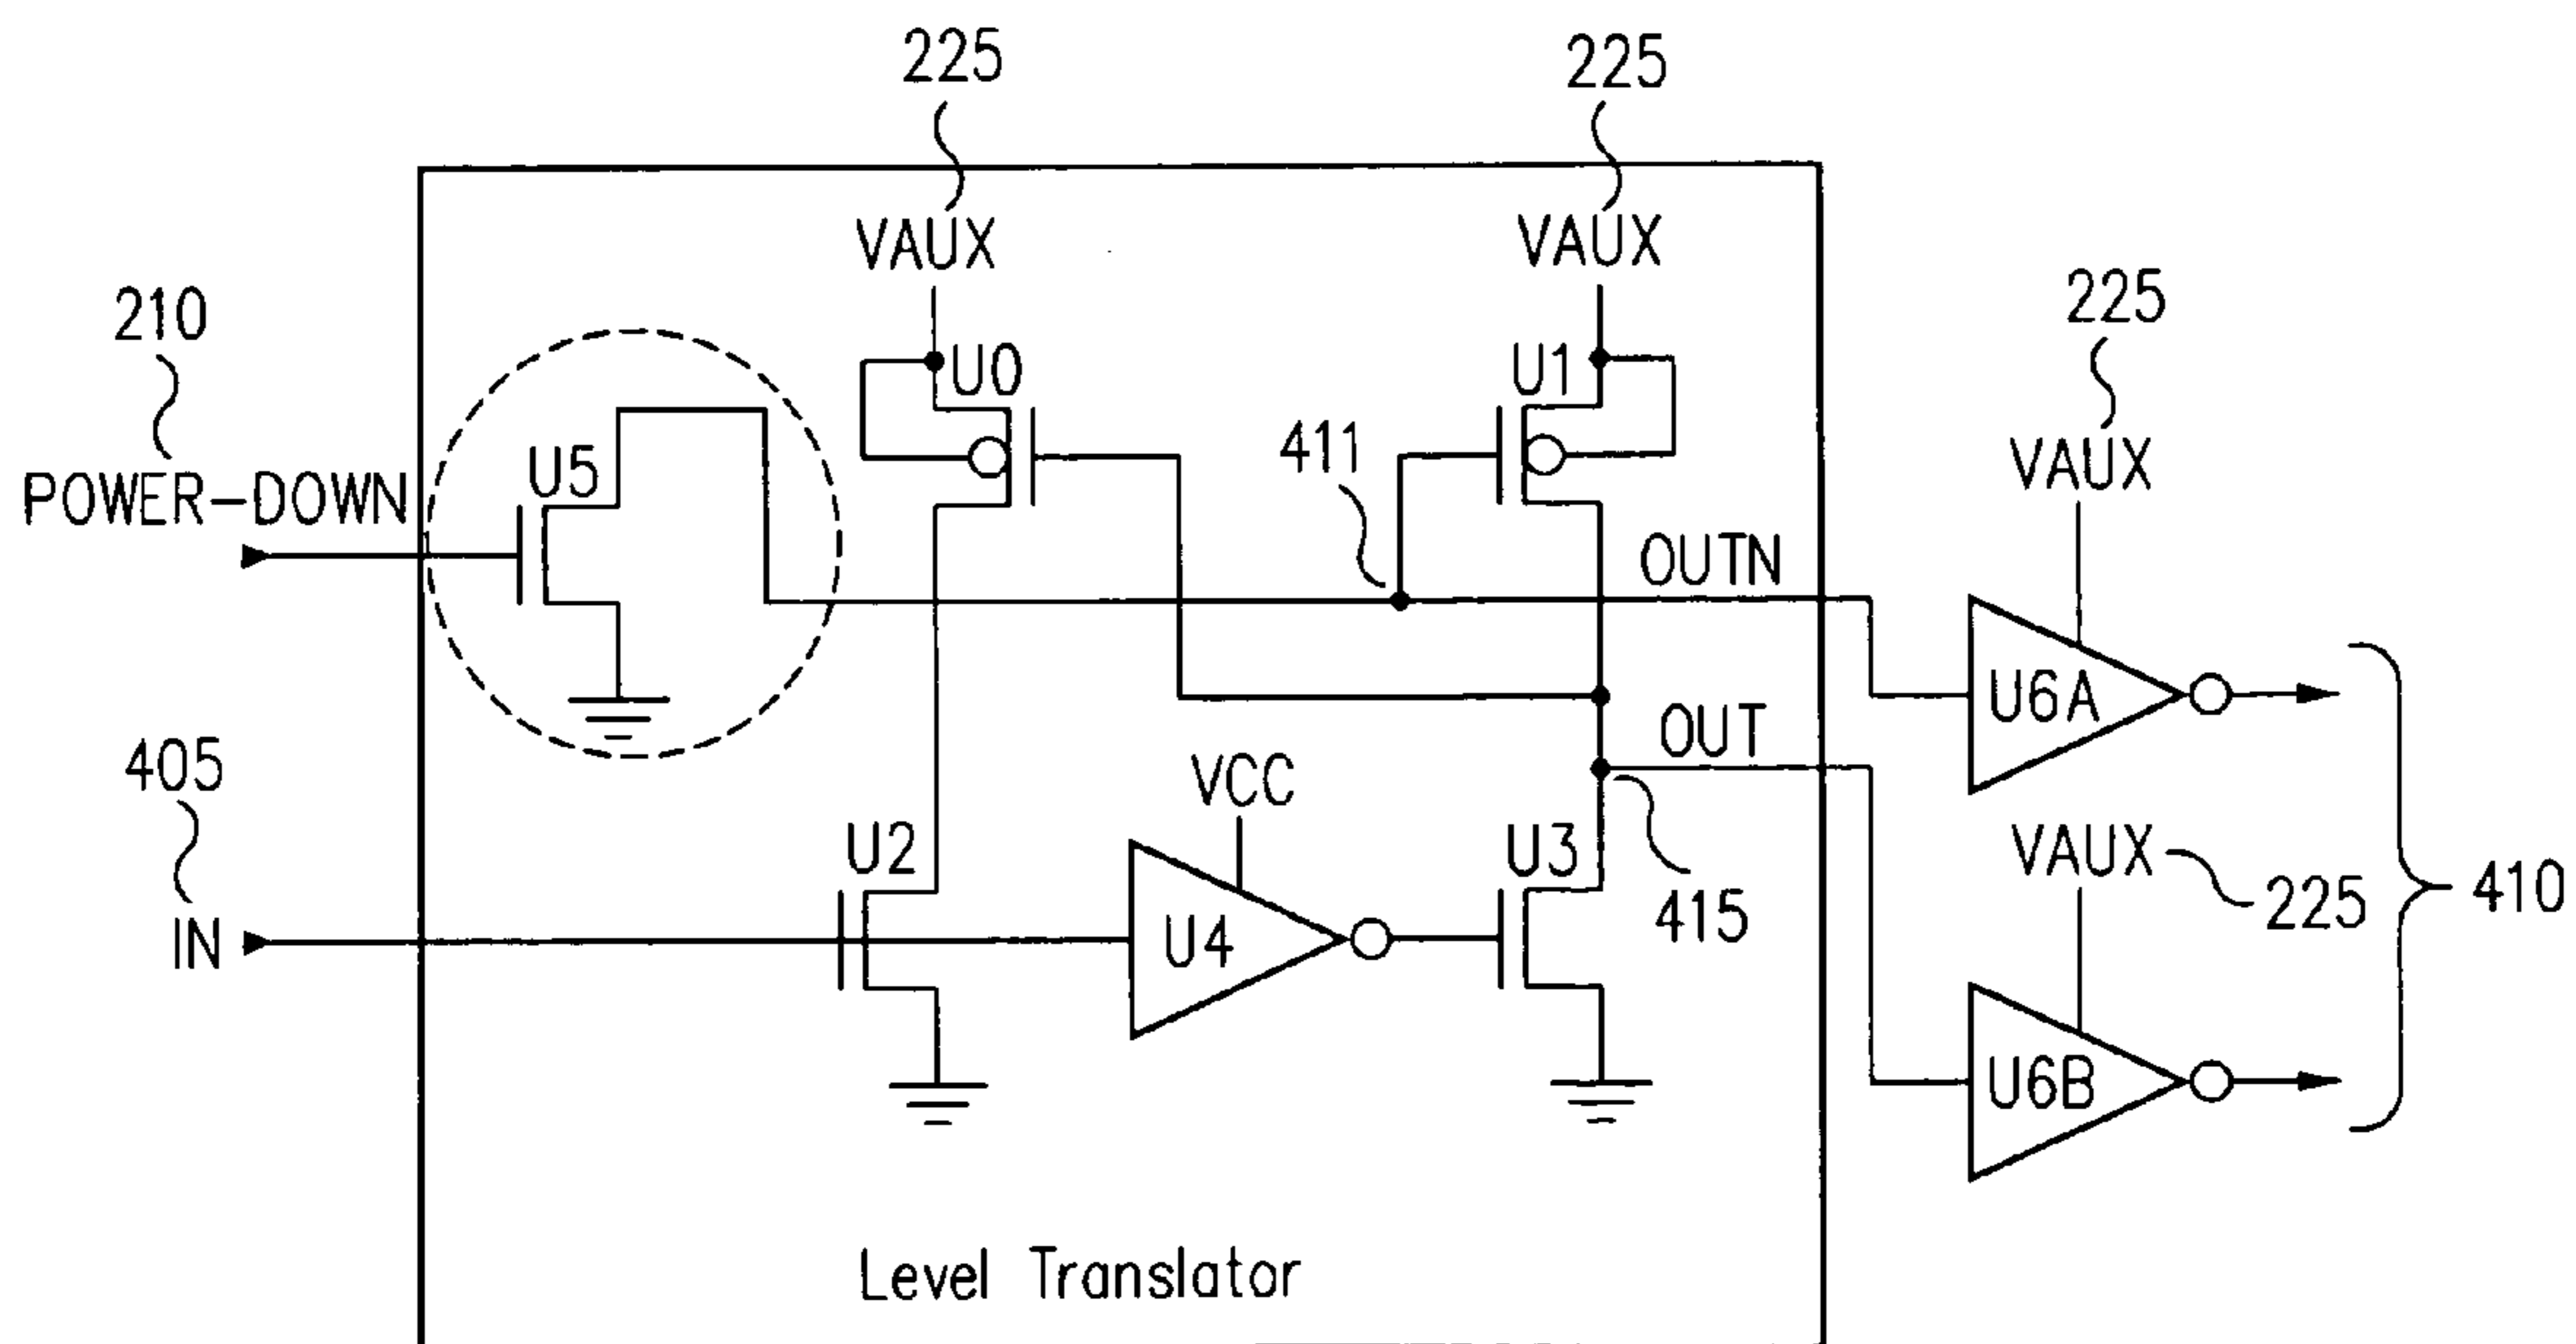 225
225
VAUX
VAUX
225
210
U0
U1
411
U5
VAUX
POWER-DOWN
OUTN
U6A
405
OUT
VCC
U2
U3
VAUX
225
410
415
IN
U4
U6B
Level Translator